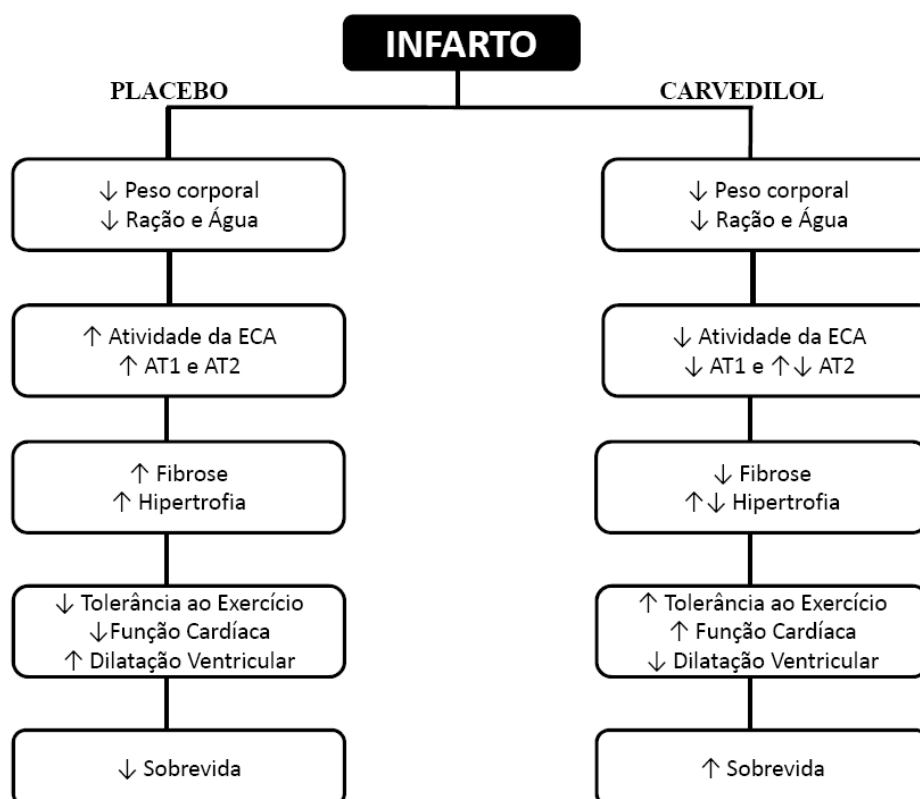 INFARTO
PLACEBO
CARVEDILOL
↓ Peso corporal
↓ Ração e Água
↓ Peso corporal
↓ Ração e Água
↑ Atividade da ECA
↑ AT1 e AT2
↓ Atividade da ECA
↓ AT1 e ↑↓ AT2
↑ Fibrose
↑ Hipertrofia
↓ Fibrose
↑↓ Hipertrofia
↓ Tolerância ao Exercício
↓Função Cardíaca
↑ Dilatação Ventricular
↑ Tolerância ao Exercício
↑ Função Cardíaca
↓ Dilatação Ventricular
↓ Sobrevida
↑ Sobrevida